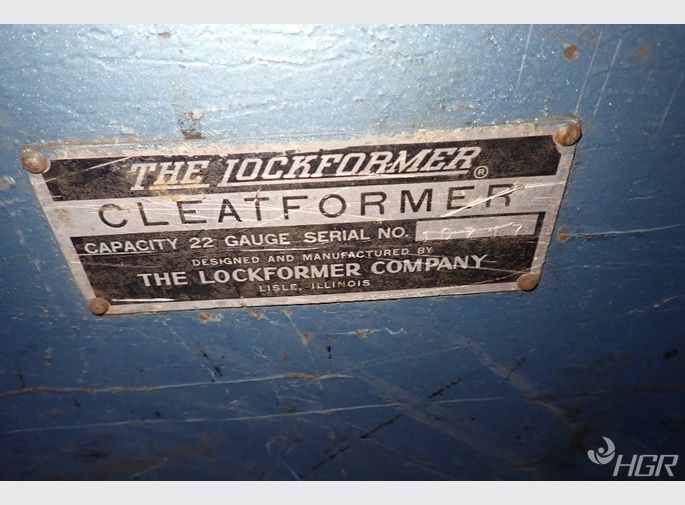 THE LOCKFORMER®
CLEATFORMER
CAPACITY 22 GAUGE SERIAL NO.
DESIGNED AND MANUFACTURED BY
THE LOCKFORMER COMPANY
LISLE, ILLINOIS
HGR